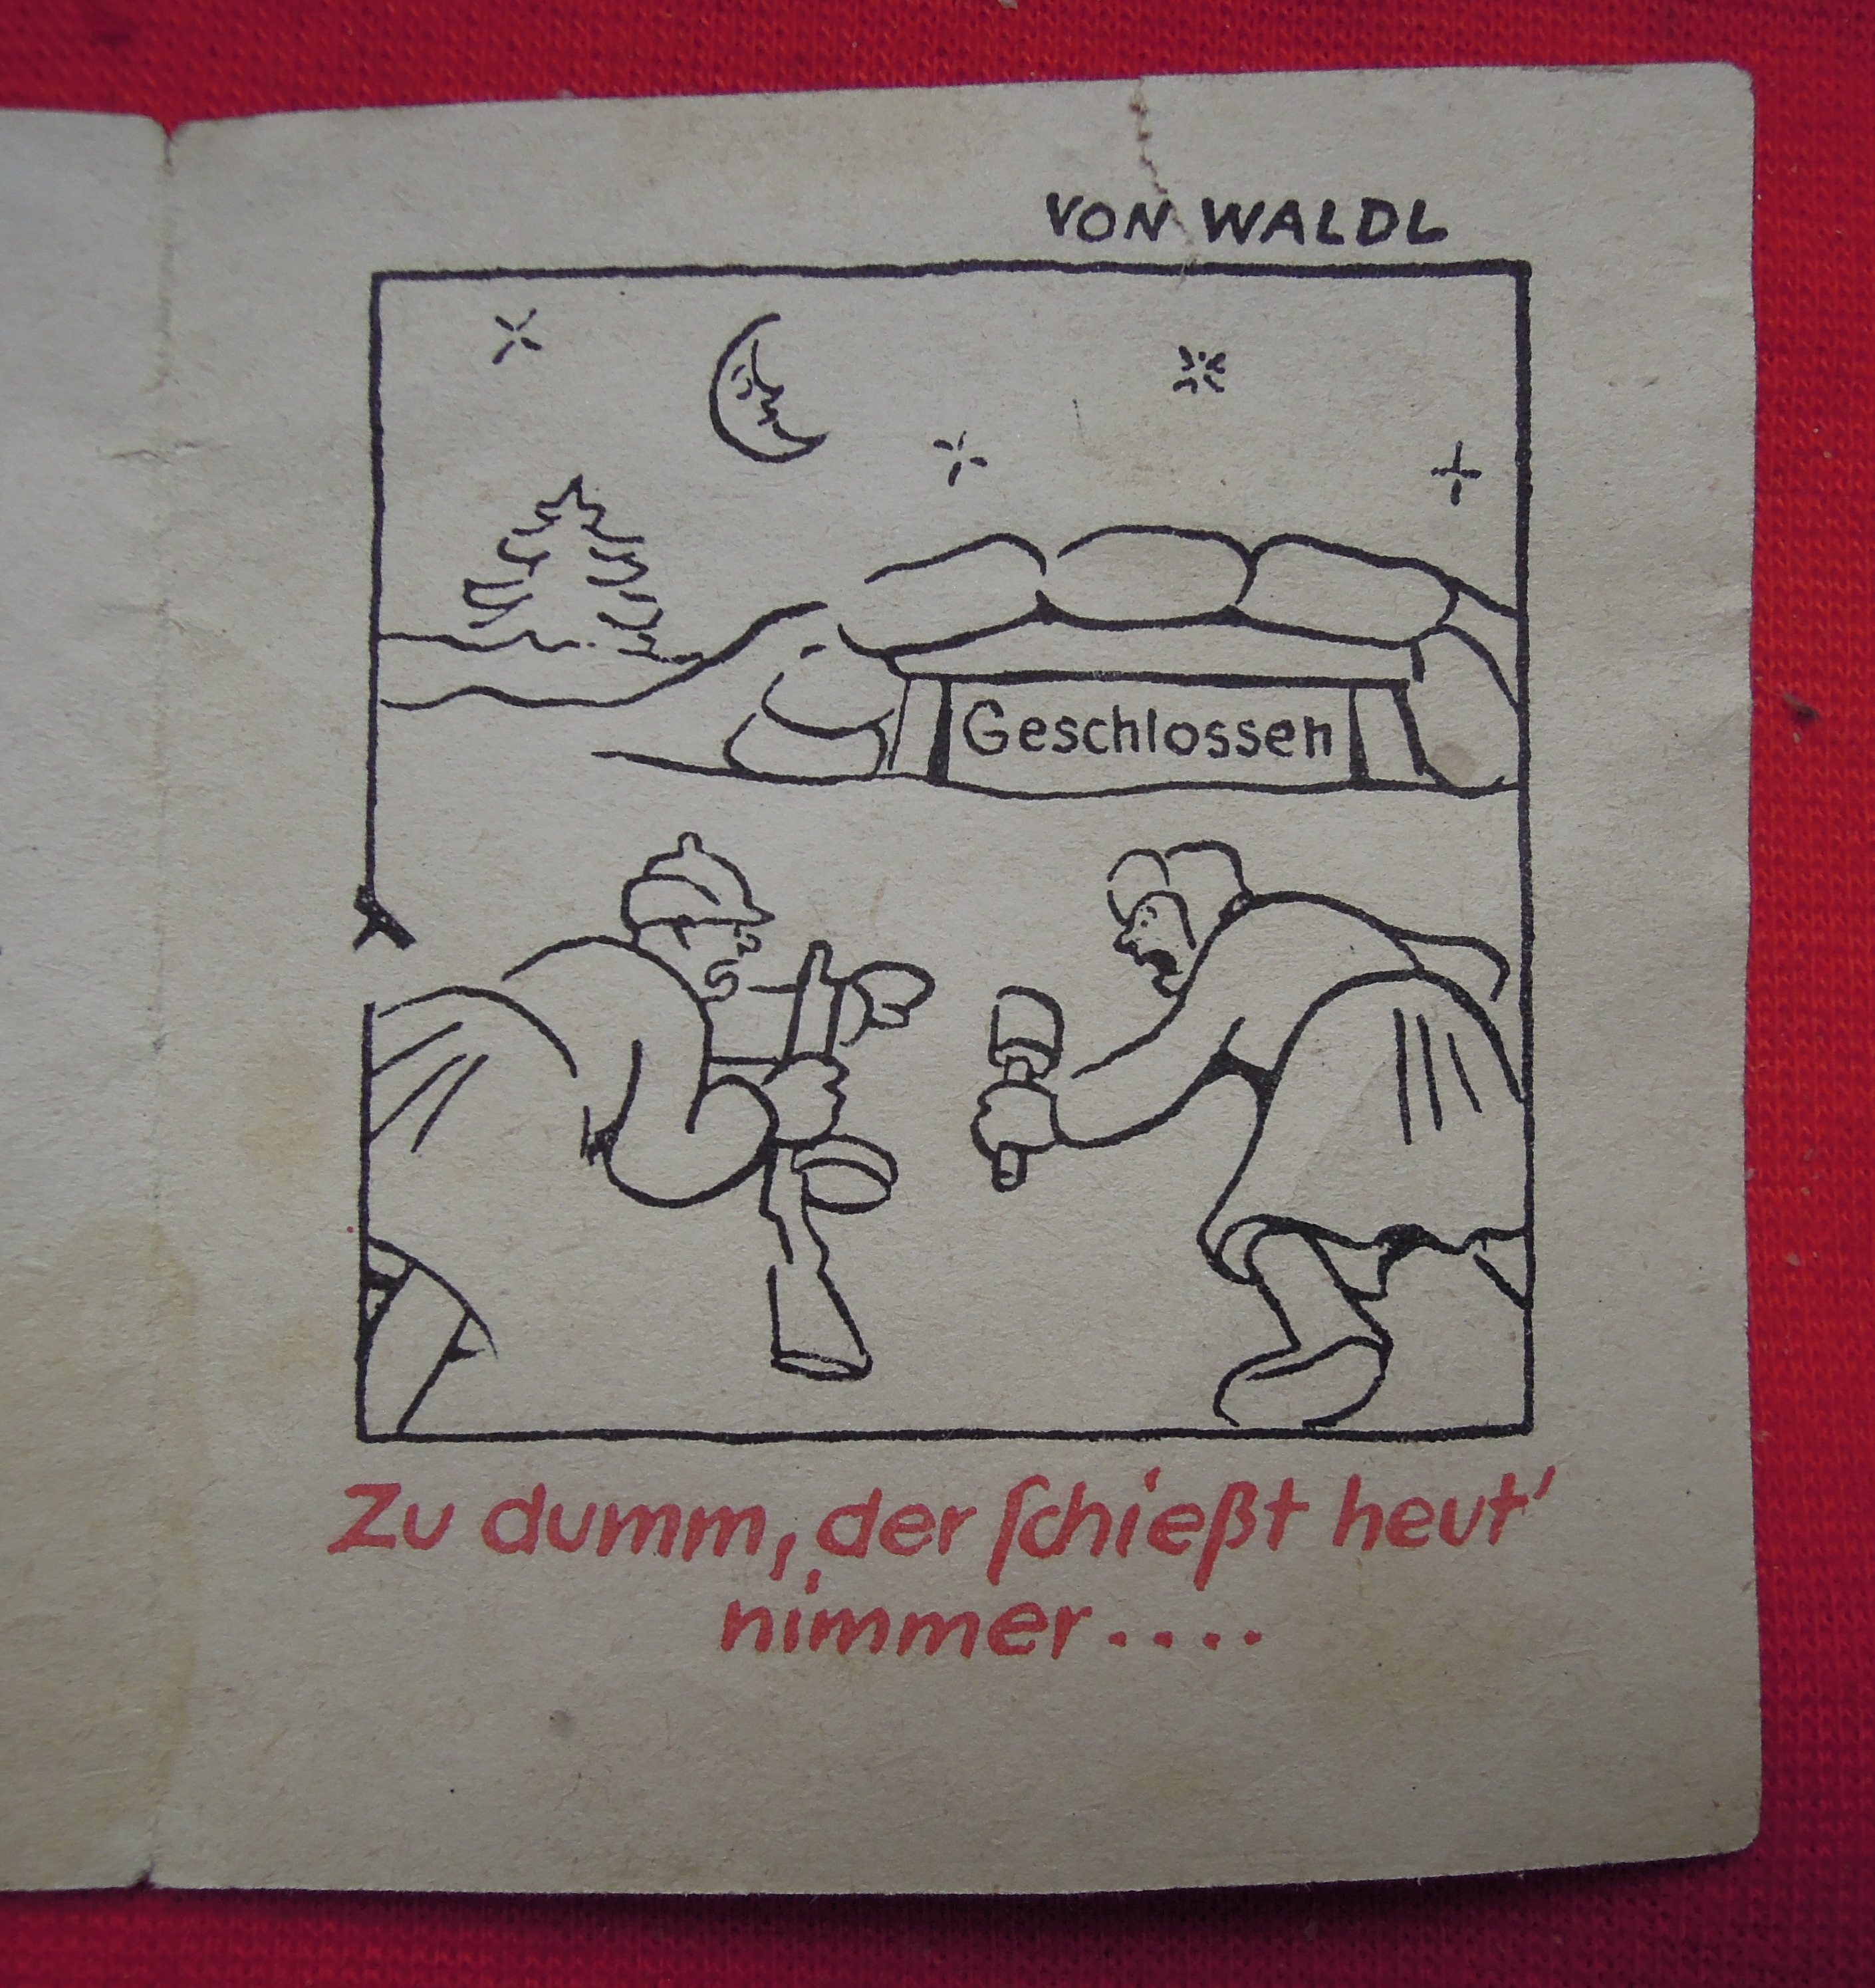 VON WALDL
Geschlossen
Zu dumm, der ſchießt heut'
nimmer....